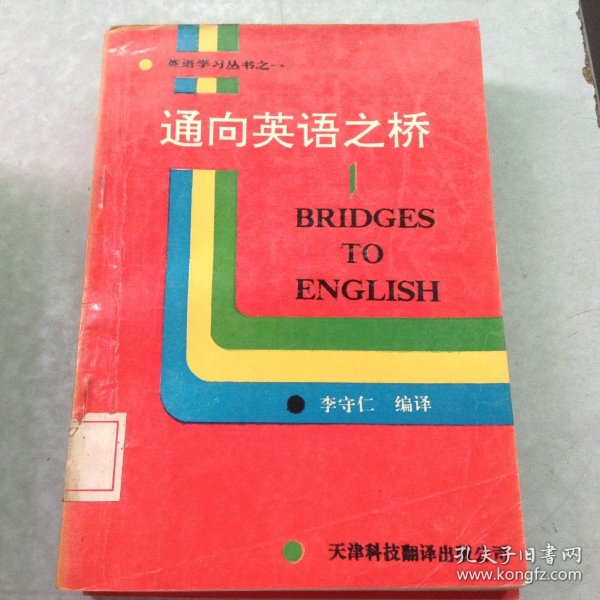 英语学习丛书之一
通向英语之桥
1
BRIDGES
TO
ENGLISH
李守仁 编译
天津科技翻译出版公司
孔夫子旧书网
www.kongfz.com